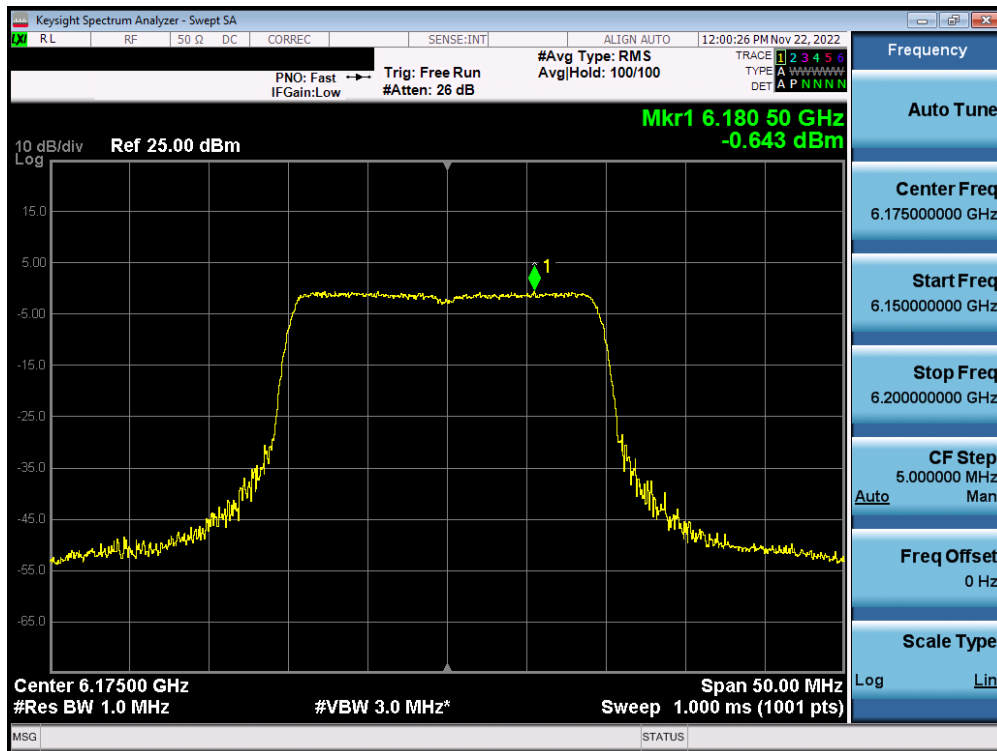 Keysight Spectrum Analyzer - Swept SA
LXI RL RF 50 Ω DC CORREC SENSE:INT ALIGN AUTO 12:00:26 PM Nov 22, 2022
PNO: Fast
IFGain:Low
Trig: Free Run
#Atten: 26 dB
#Avg Type: RMS
Avg|Hold: 100/100
TRACE 1 2 3 4 5 6
TYPE A WWWWW
DET A P N N N N
Mkr1 6.180 50 GHz
-0.643 dBm
10 dB/div
Log
Ref 25.00 dBm
15.0
5.00
-5.00
-15.0
-25.0
-35.0
-45.0
-55.0
-65.0
1
Center 6.17500 GHz
#Res BW 1.0 MHz
#VBW 3.0 MHz*
Span 50.00 MHz
Sweep 1.000 ms (1001 pts)
MSG STATUS
Frequency
Auto Tune
Center Freq
6.175000000 GHz
Start Freq
6.150000000 GHz
Stop Freq
6.200000000 GHz
CF Step
5.000000 MHz
Auto Man
Freq Offset
0 Hz
Scale Type
Log Lin